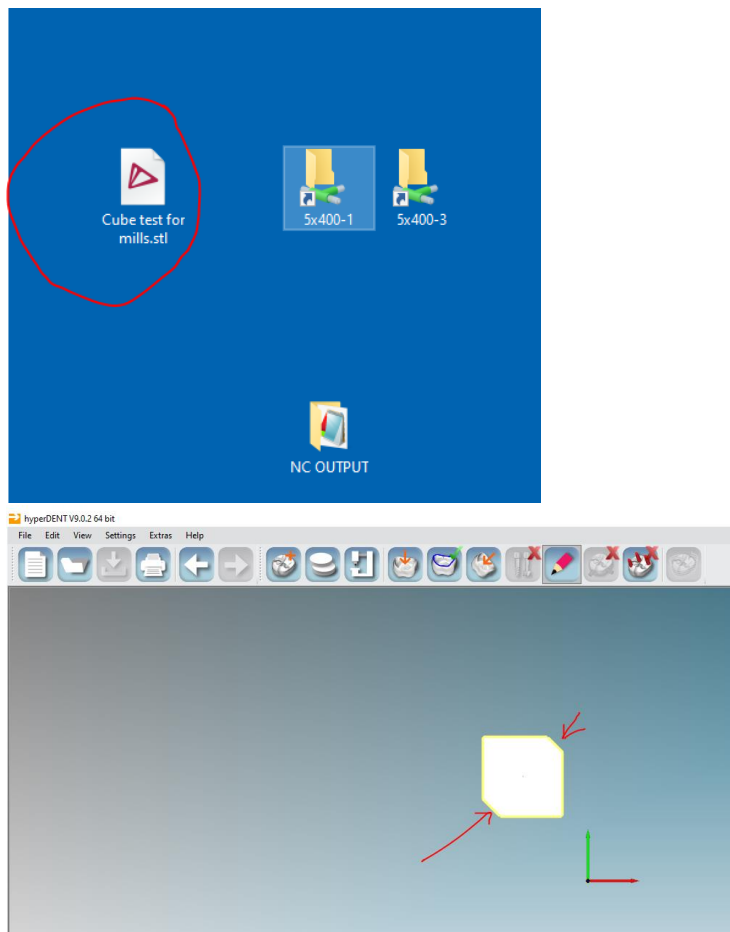 Cube test for
mills.stl
5x400-1
5x400-3
NC OUTPUT
hyperDENT V9.0.2 64 bit
File Edit View Settings Extras Help